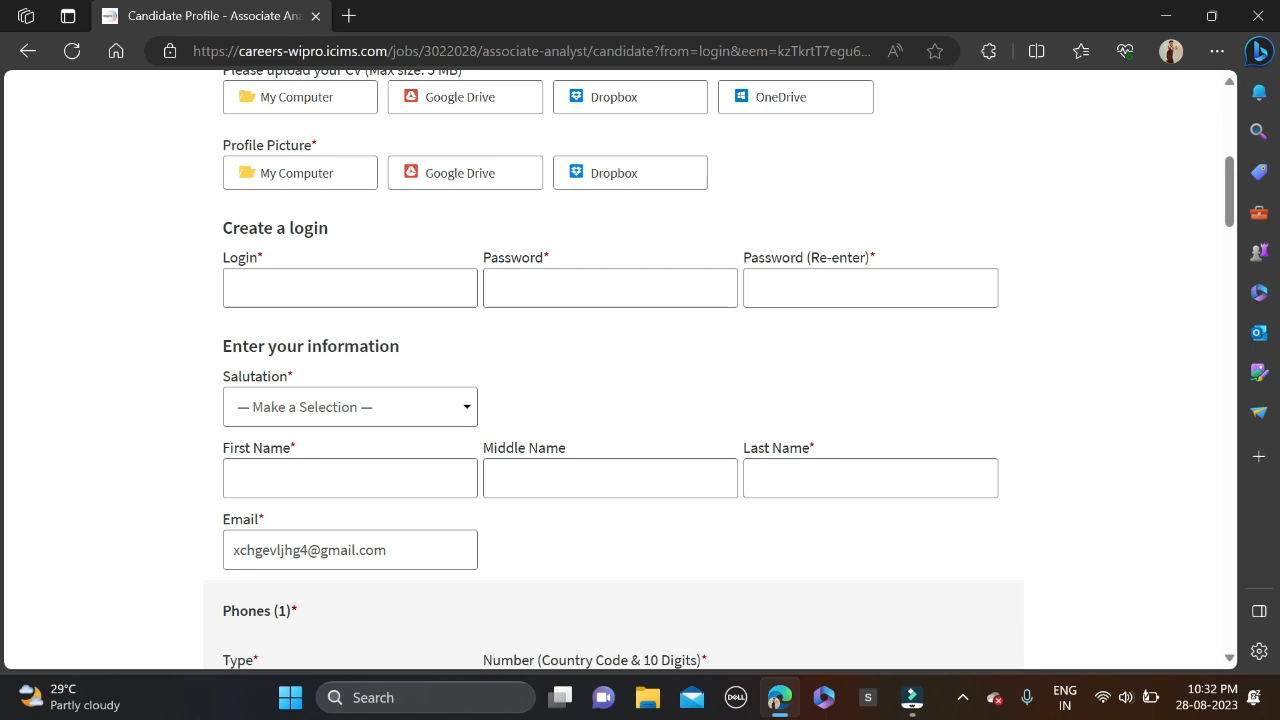 Candidate Profile - Associate Ana
https://careers-wipro.icims.com/jobs/3022028/associate-analyst/candidate?from=login&eem=kzTkrtT7egu6...
Please upload your CV (Max size: 5 MB)
My Computer Google Drive Dropbox OneDrive
Profile Picture*
My Computer Google Drive Dropbox
Create a login
Login* Password* Password (Re-enter)*
Enter your information
Salutation*
— Make a Selection —
First Name* Middle Name Last Name*
Email*
xchgevljhg4@gmail.com
Phones (1)*
Type* Number (Country Code & 10 Digits)*
29°C
Partly cloudy
Search
DELL
S
ENG
IN
10:32 PM
28-08-2023